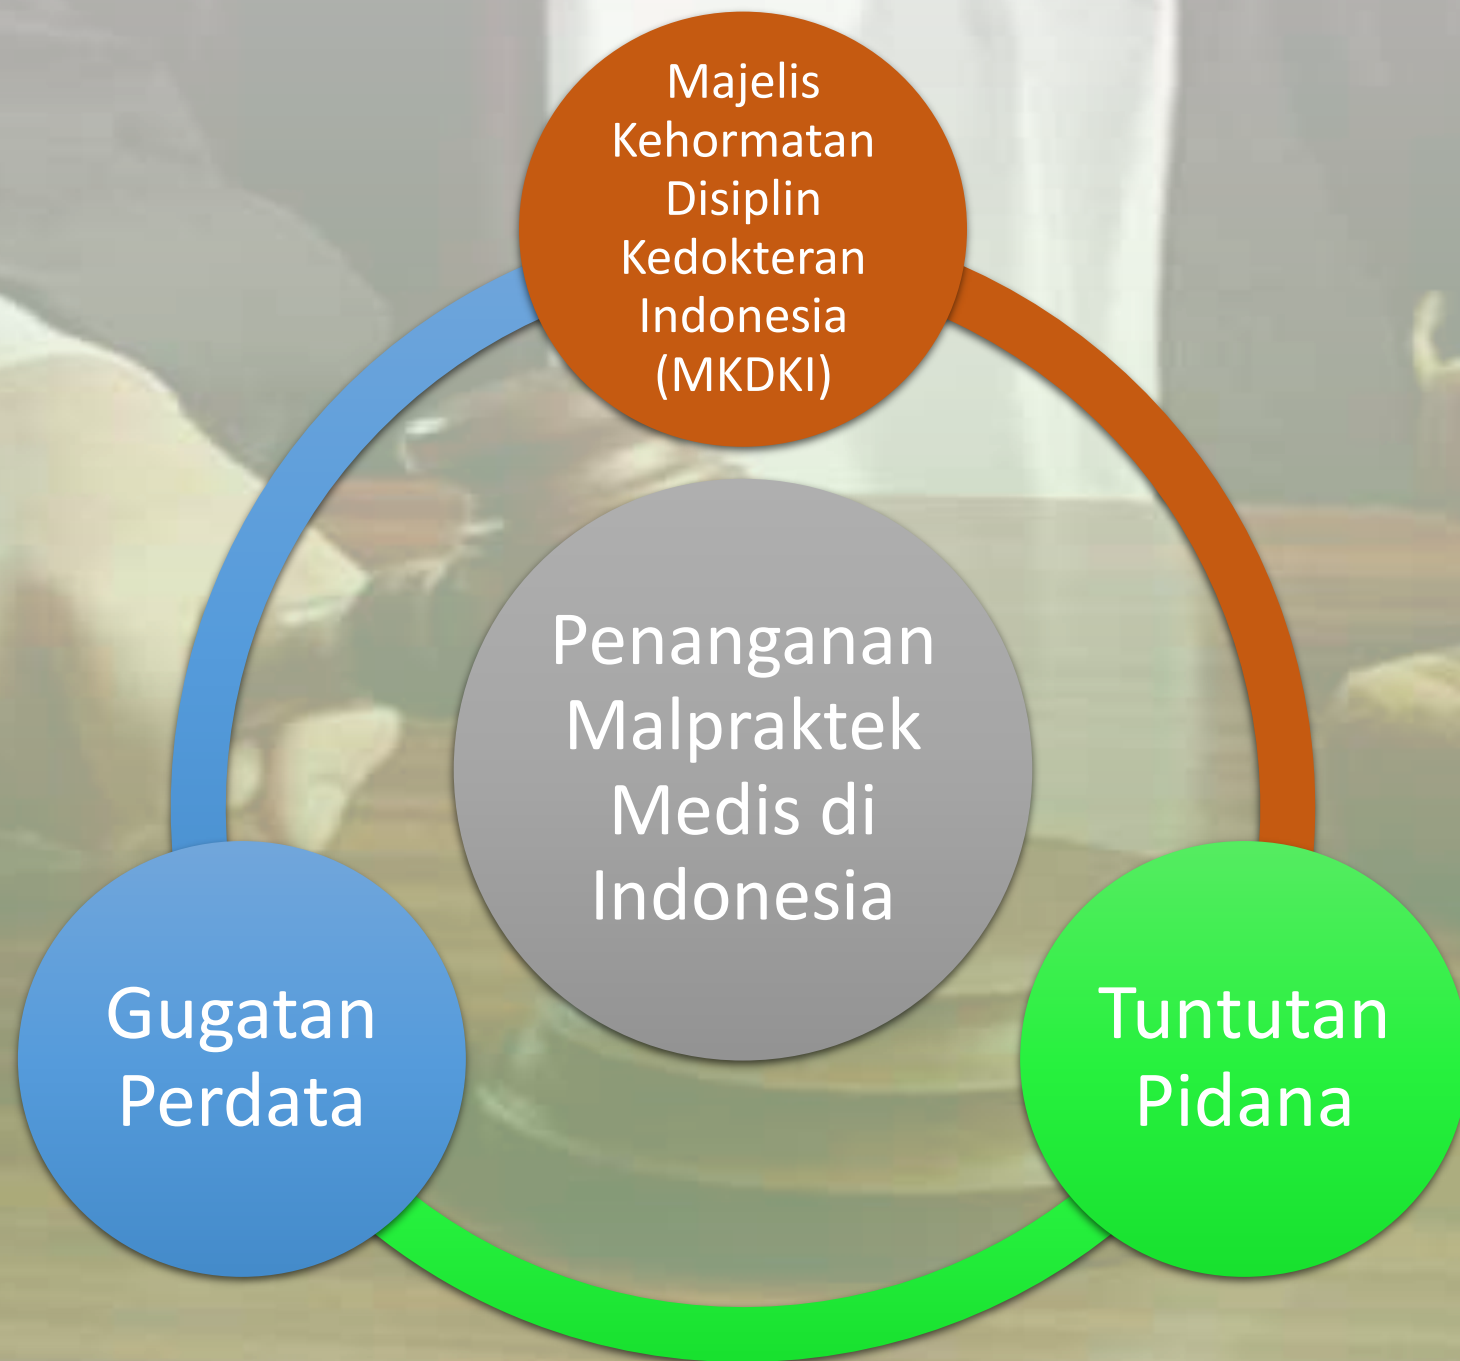 Majelis
Kehormatan
Disiplin
Kedokteran
Indonesia
(MKDKI)
Penanganan
Malpraktek
Medis di
Indonesia
Gugatan
Perdata
Tuntutan
Pidana